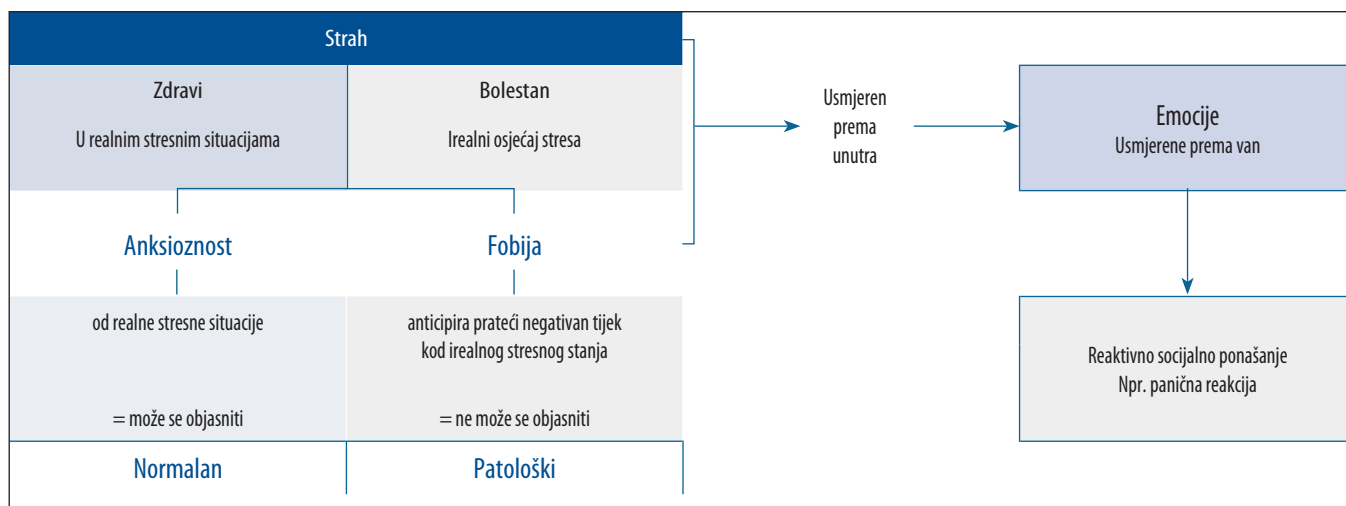 Strah
Zdravi
U realnim stresnim situacijama
Bolestan
Irealni osjećaj stresa
Anksioznost
Fobija
od realne stresne situacije
= može se objasniti
anticipira prateći negativan tijek
kod irealnog stresnog stanja
= ne može se objasniti
Normalan
Patološki
Usmjeren
prema
unutra
Emocije
Usmjerene prema van
Reaktivno socijalno ponašanje
Npr. panična reakcija